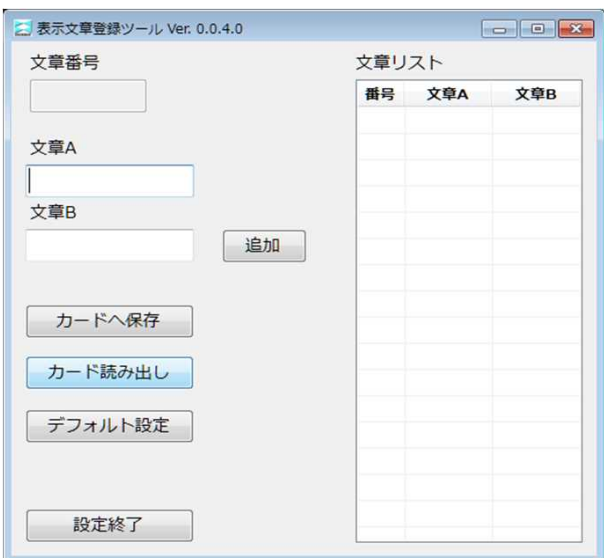 表示文章登録ツール Ver. 0.0.4.0
文章番号
文章A
文章B
追加
カードへ保存
カード読み出し
デフォルト設定
設定終了
文章リスト
番号 文章A 文章B